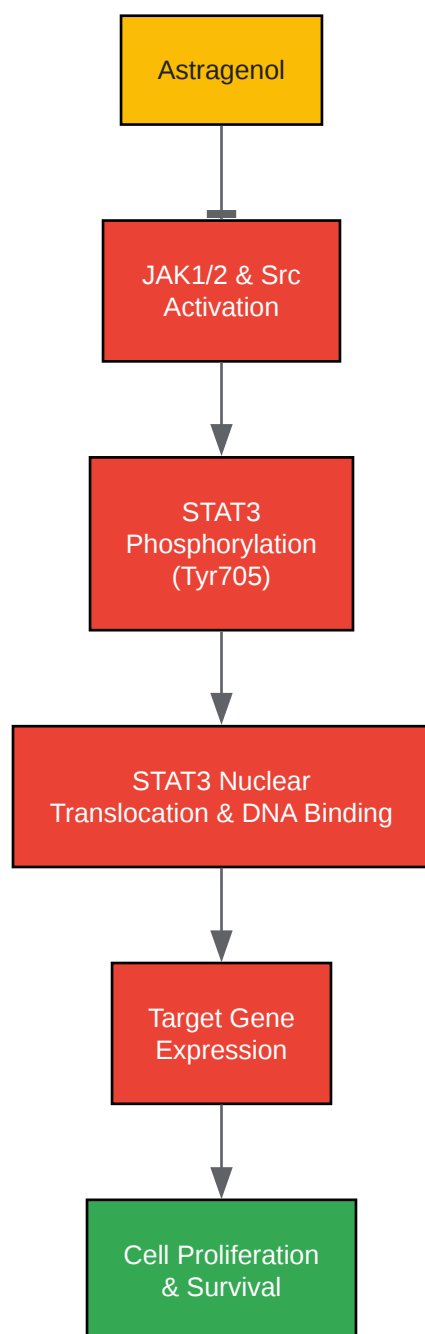 Astragenol
JAK1/2 & Src
Activation
STAT3
Phosphorylation
(Tyr705)
STAT3 Nuclear
Translocation & DNA Binding
Target Gene
Expression
Cell Proliferation
& Survival